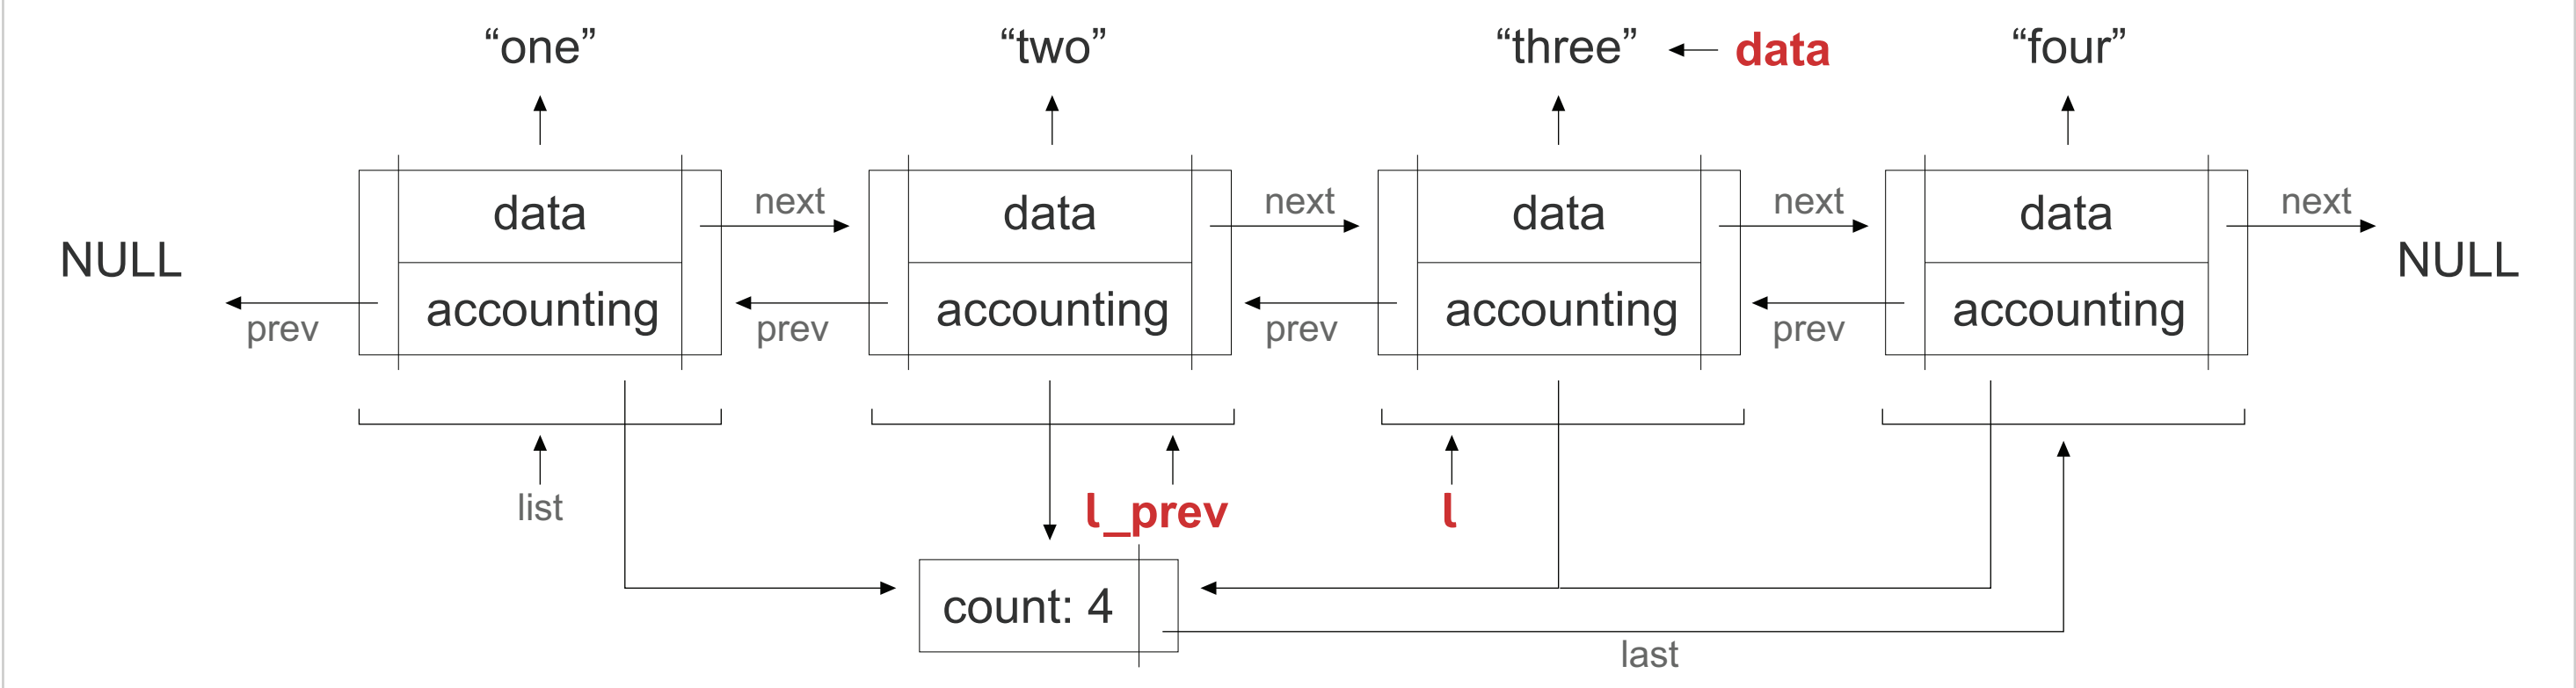 “one”
“two”
“three”
data
“four”
data
next
data
next
data
next
data
next
NULL
NULL
accounting
accounting
accounting
accounting
prev
prev
prev
prev
list
l_prev
l
count: 4
last